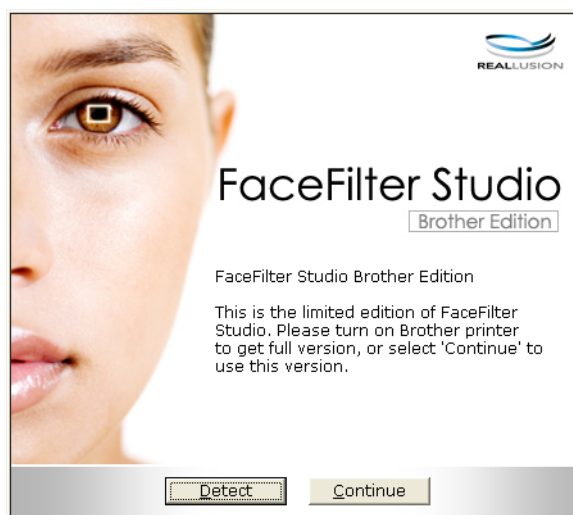 REALLUSION
FaceFilter Studio
Brother Edition
FaceFilter Studio Brother Edition
This is the limited edition of FaceFilter
Studio. Please turn on Brother printer
to get full version, or select 'Continue' to
use this version.
Detect
Continue